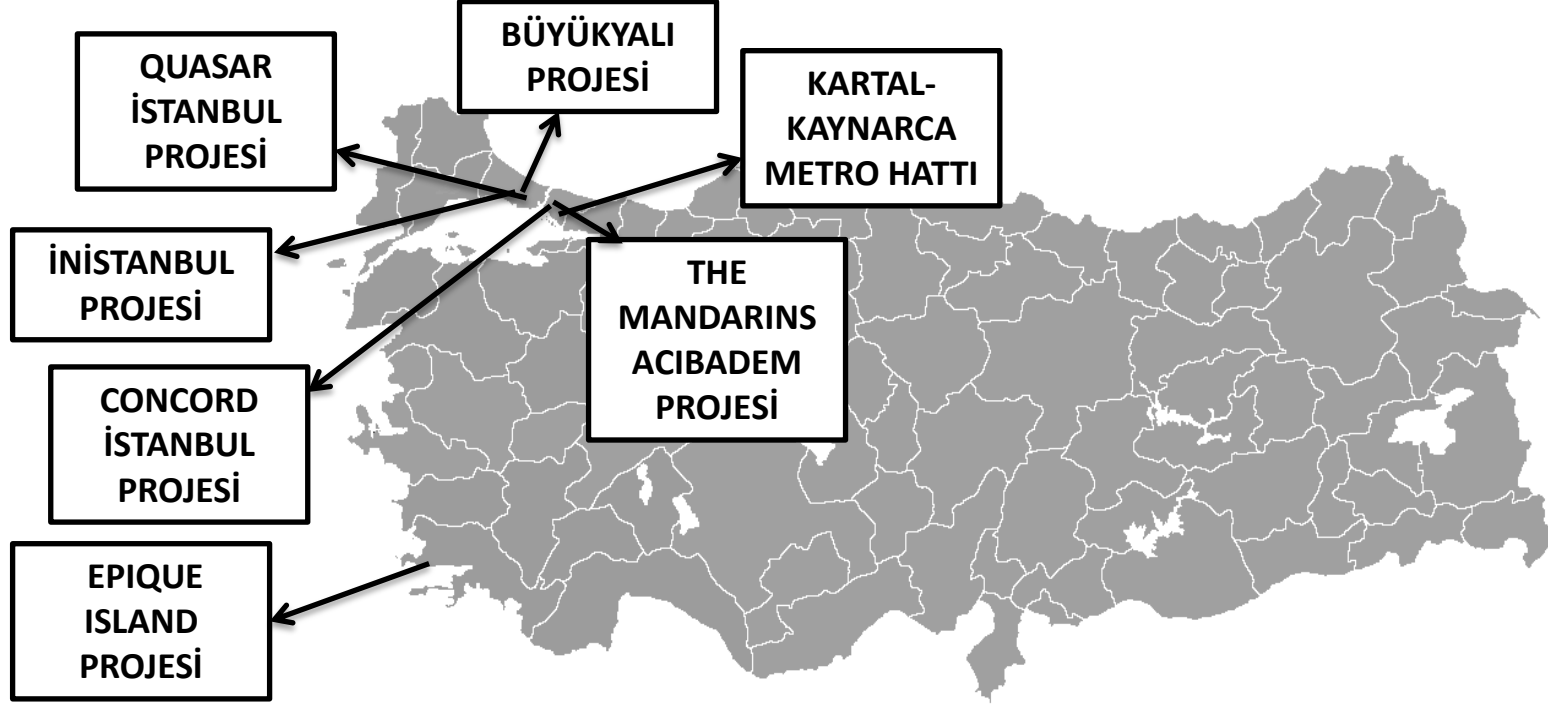 QUASAR
İSTANBUL
PROJESİ
BÜYÜKYALI
PROJESİ
KARTAL-
KAYNARCA
METRO HATTI
İNİSTANBUL
PROJESİ
THE
MANDARINS
ACIBADEM
PROJESİ
CONCORD
İSTANBUL
PROJESİ
EPIQUE
ISLAND
PROJESİ